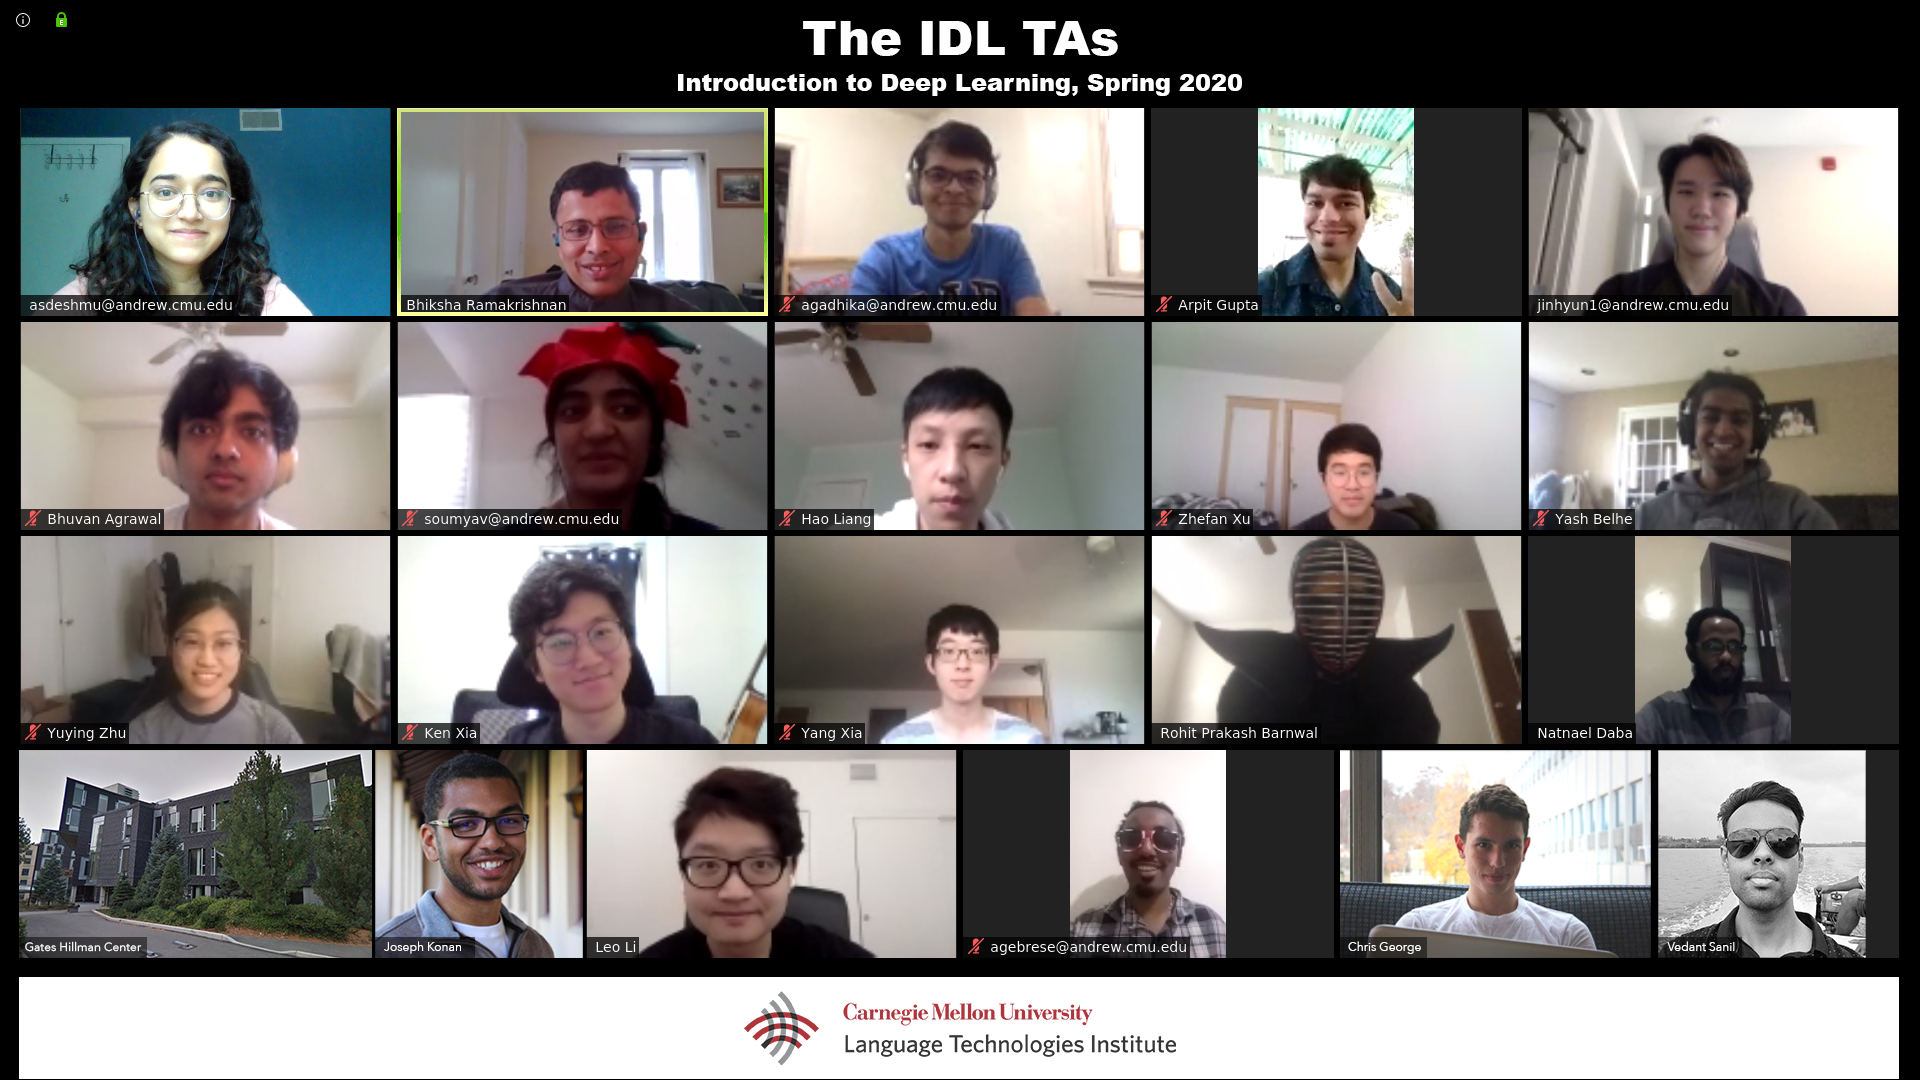 The IDL TAs
Introduction to Deep Learning, Spring 2020
asdeshmu@andrew.cmu.edu
Bhiksha Ramakrishnan
agadhika@andrew.cmu.edu
Arpit Gupta
jinhyun1@andrew.cmu.edu
Bhuvan Agrawal
soumyav@andrew.cmu.edu
Hao Liang
Zhefan Xu
Yash Belhe
Yuying Zhu
Ken Xia
Yang Xia
Rohit Prakash Barnwal
Natnael Daba
Gates Hillman Center
Joseph Konan
Leo Li
agebrese@andrew.cmu.edu
Chris George
Vedant Sanil
Carnegie Mellon University
Language Technologies Institute